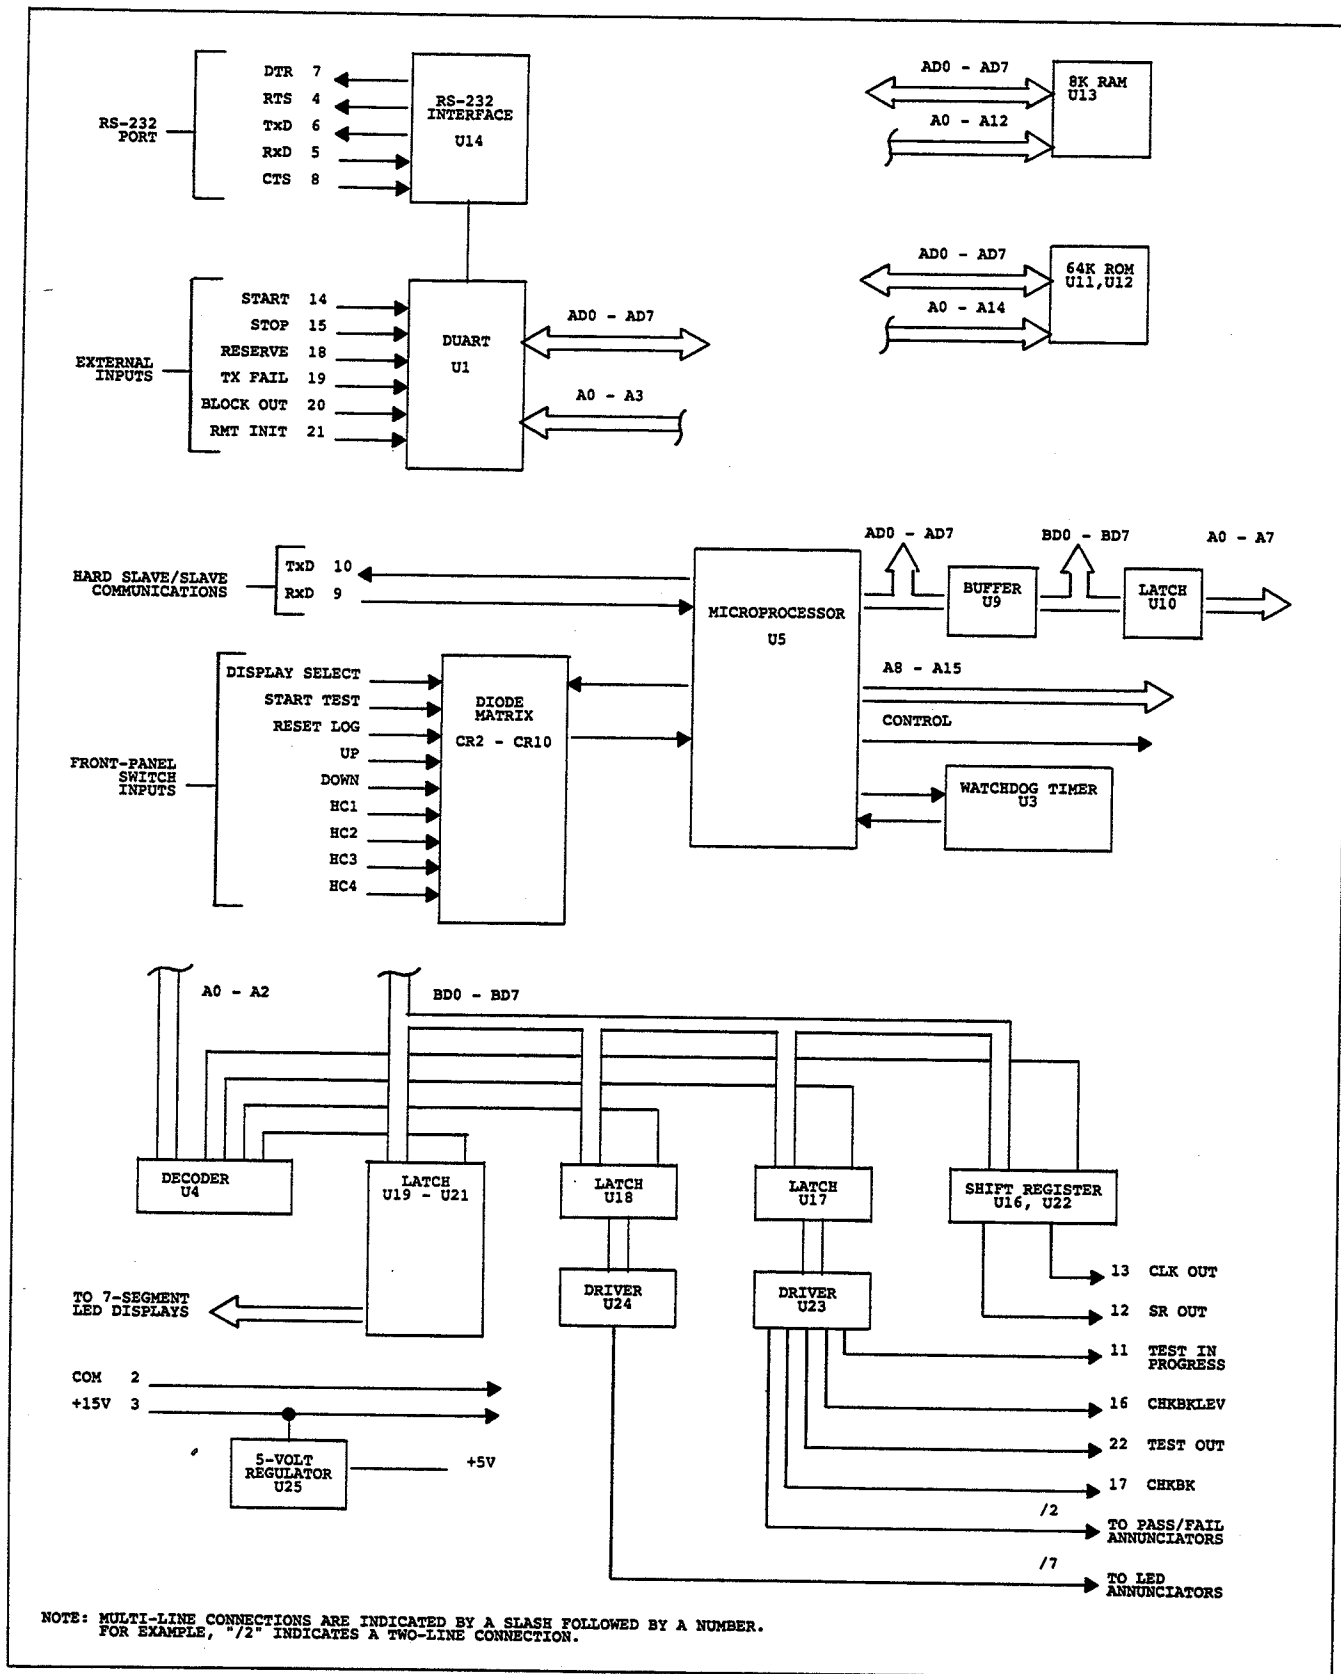 RS-232
PORT
DTR 7
RTS 4
TxD 6
RxD 5
CTS 8
RS-232
INTERFACE
U14
AD0 - AD7
A0 - A12
8K RAM
U13
EXTERNAL
INPUTS
START 14
STOP 15
RESERVE 18
TX FAIL 19
BLOCK OUT 20
RMT INIT 21
DUART
U1
AD0 - AD7
A0 - A3
AD0 - AD7
A0 - A14
64K ROM
U11,U12
HARD SLAVE/SLAVE
COMMUNICATIONS
TxD 10
RxD 9
MICROPROCESSOR
U5
AD0 - AD7
BD0 - BD7
A0 - A7
BUFFER
U9
LATCH
U10
A8 - A15
CONTROL
WATCHDOG TIMER
U3
FRONT-PANEL
SWITCH
INPUTS
DISPLAY SELECT
START TEST
RESET LOG
UP
DOWN
HC1
HC2
HC3
HC4
DIODE
MATRIX
CR2 - CR10
A0 - A2
BD0 - BD7
DECODER
U4
LATCH
U19 - U21
LATCH
U18
LATCH
U17
SHIFT REGISTER
U16, U22
DRIVER
U24
DRIVER
U23
TO 7-SEGMENT
LED DISPLAYS
13 CLK OUT
12 SR OUT
11 TEST IN
PROGRESS
16 CHKBKLEV
22 TEST OUT
17 CHKBK
/2
TO PASS/FAIL
ANNUNCIATORS
/7
TO LED
ANNUNCIATORS
COM 2
+15V 3
5-VOLT
REGULATOR
U25
+5V
NOTE: MULTI-LINE CONNECTIONS ARE INDICATED BY A SLASH FOLLOWED BY A NUMBER.
FOR EXAMPLE, "/2" INDICATES A TWO-LINE CONNECTION.